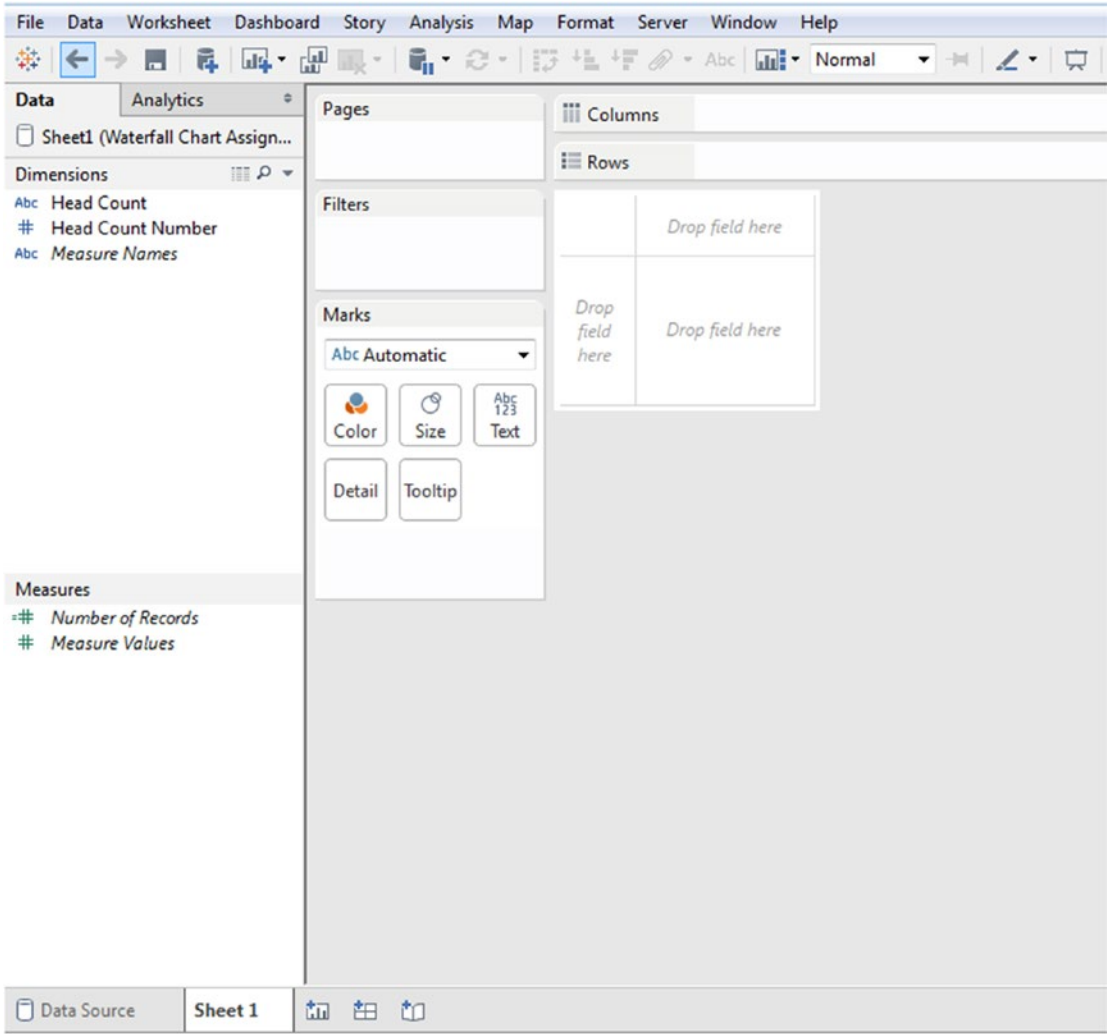 File Data Worksheet Dashboard Story Analysis Map Format Server Window Help
Abc Normal
Data Analytics
Sheet1 (Waterfall Chart Assign...
Dimensions
Abc Head Count
# Head Count Number
Abc Measure Names
Measures
=# Number of Records
# Measure Values
Pages
Filters
Marks
Abc Automatic
Color Size Abc 123 Text
Detail Tooltip
Columns
Rows
Drop field here
Drop
field
here
Drop field here
Data Source Sheet 1